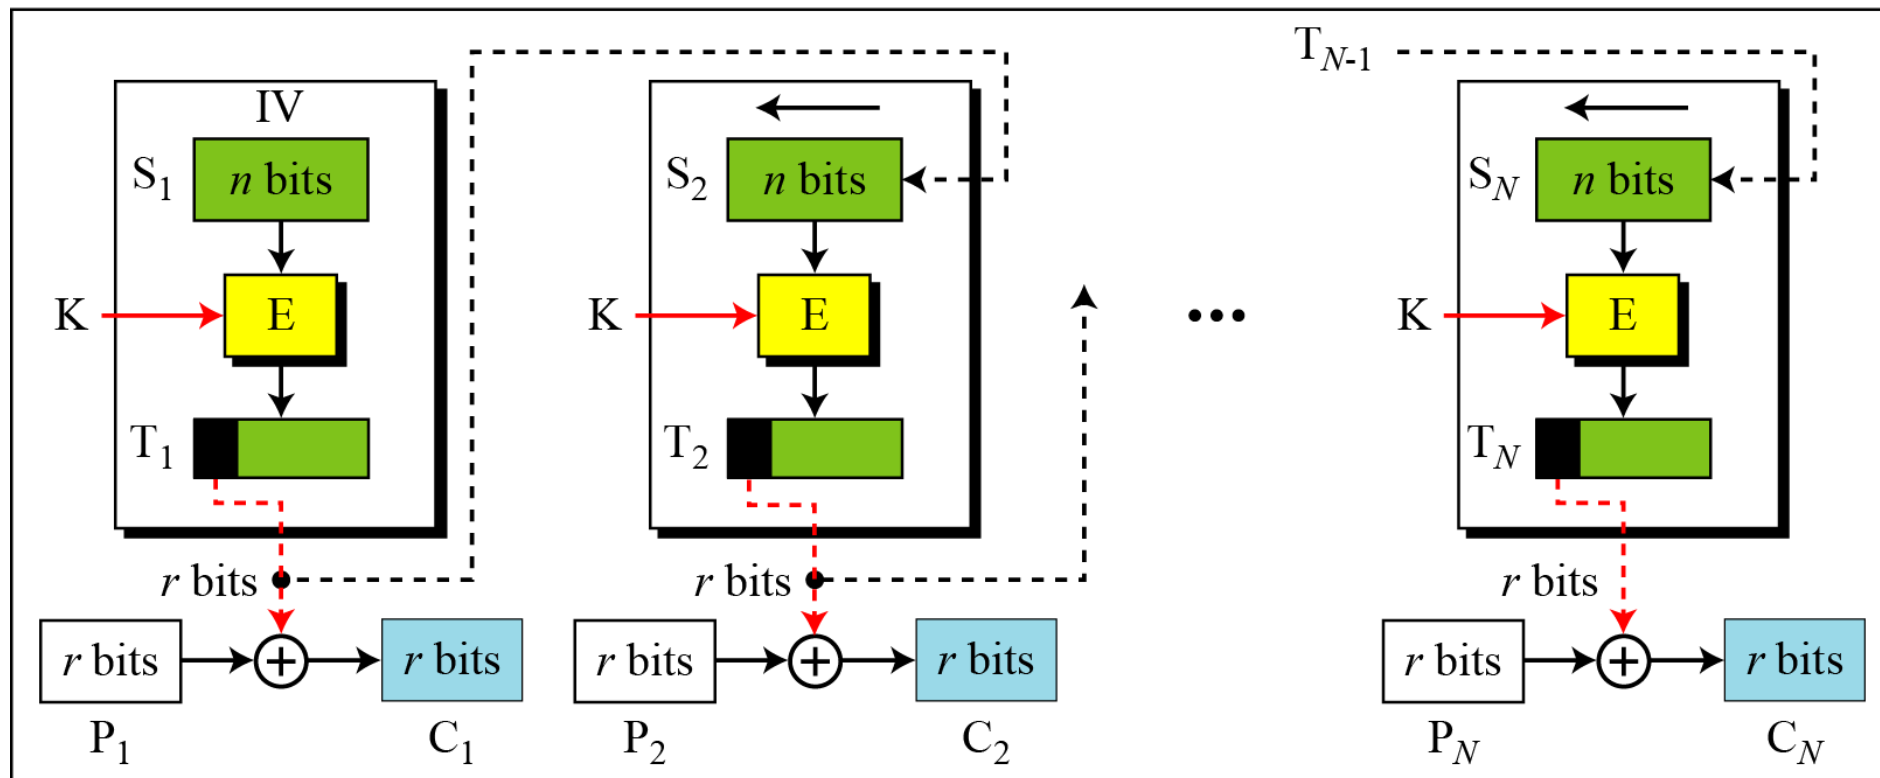 T_{N-1}
IV
S_1 n bits
S_2 n bits
S_N n bits
K E
K E
K E
T_1
T_2
T_N
r bits
r bits
r bits
r bits r bits
r bits r bits
r bits r bits
P_1 C_1
P_2 C_2
P_N C_N